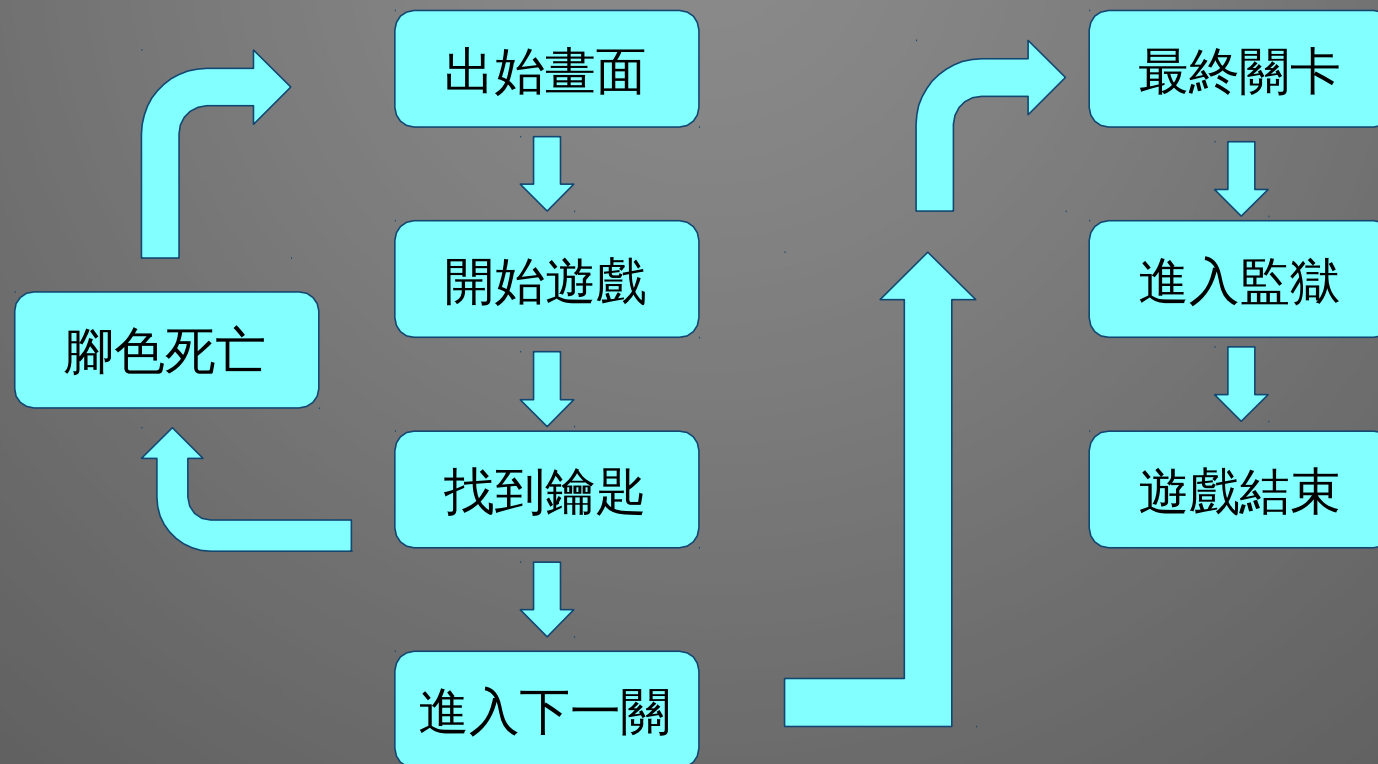 出始畫面
開始遊戲
腳色死亡
找到鑰匙
進入下一關
最終關卡
進入監獄
遊戲結束